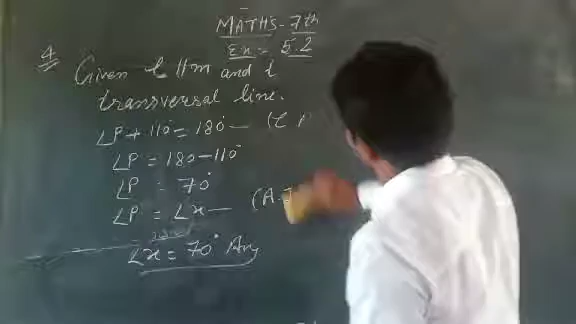 MATHS - 7th
Ex = 5.2
4
Given l || m and t
transversal line.
∠P + 110° = 180° — (L P
∠P = 180 - 110°
∠P = 70°
∠P = ∠x — (A.
∠x = 70° Ans